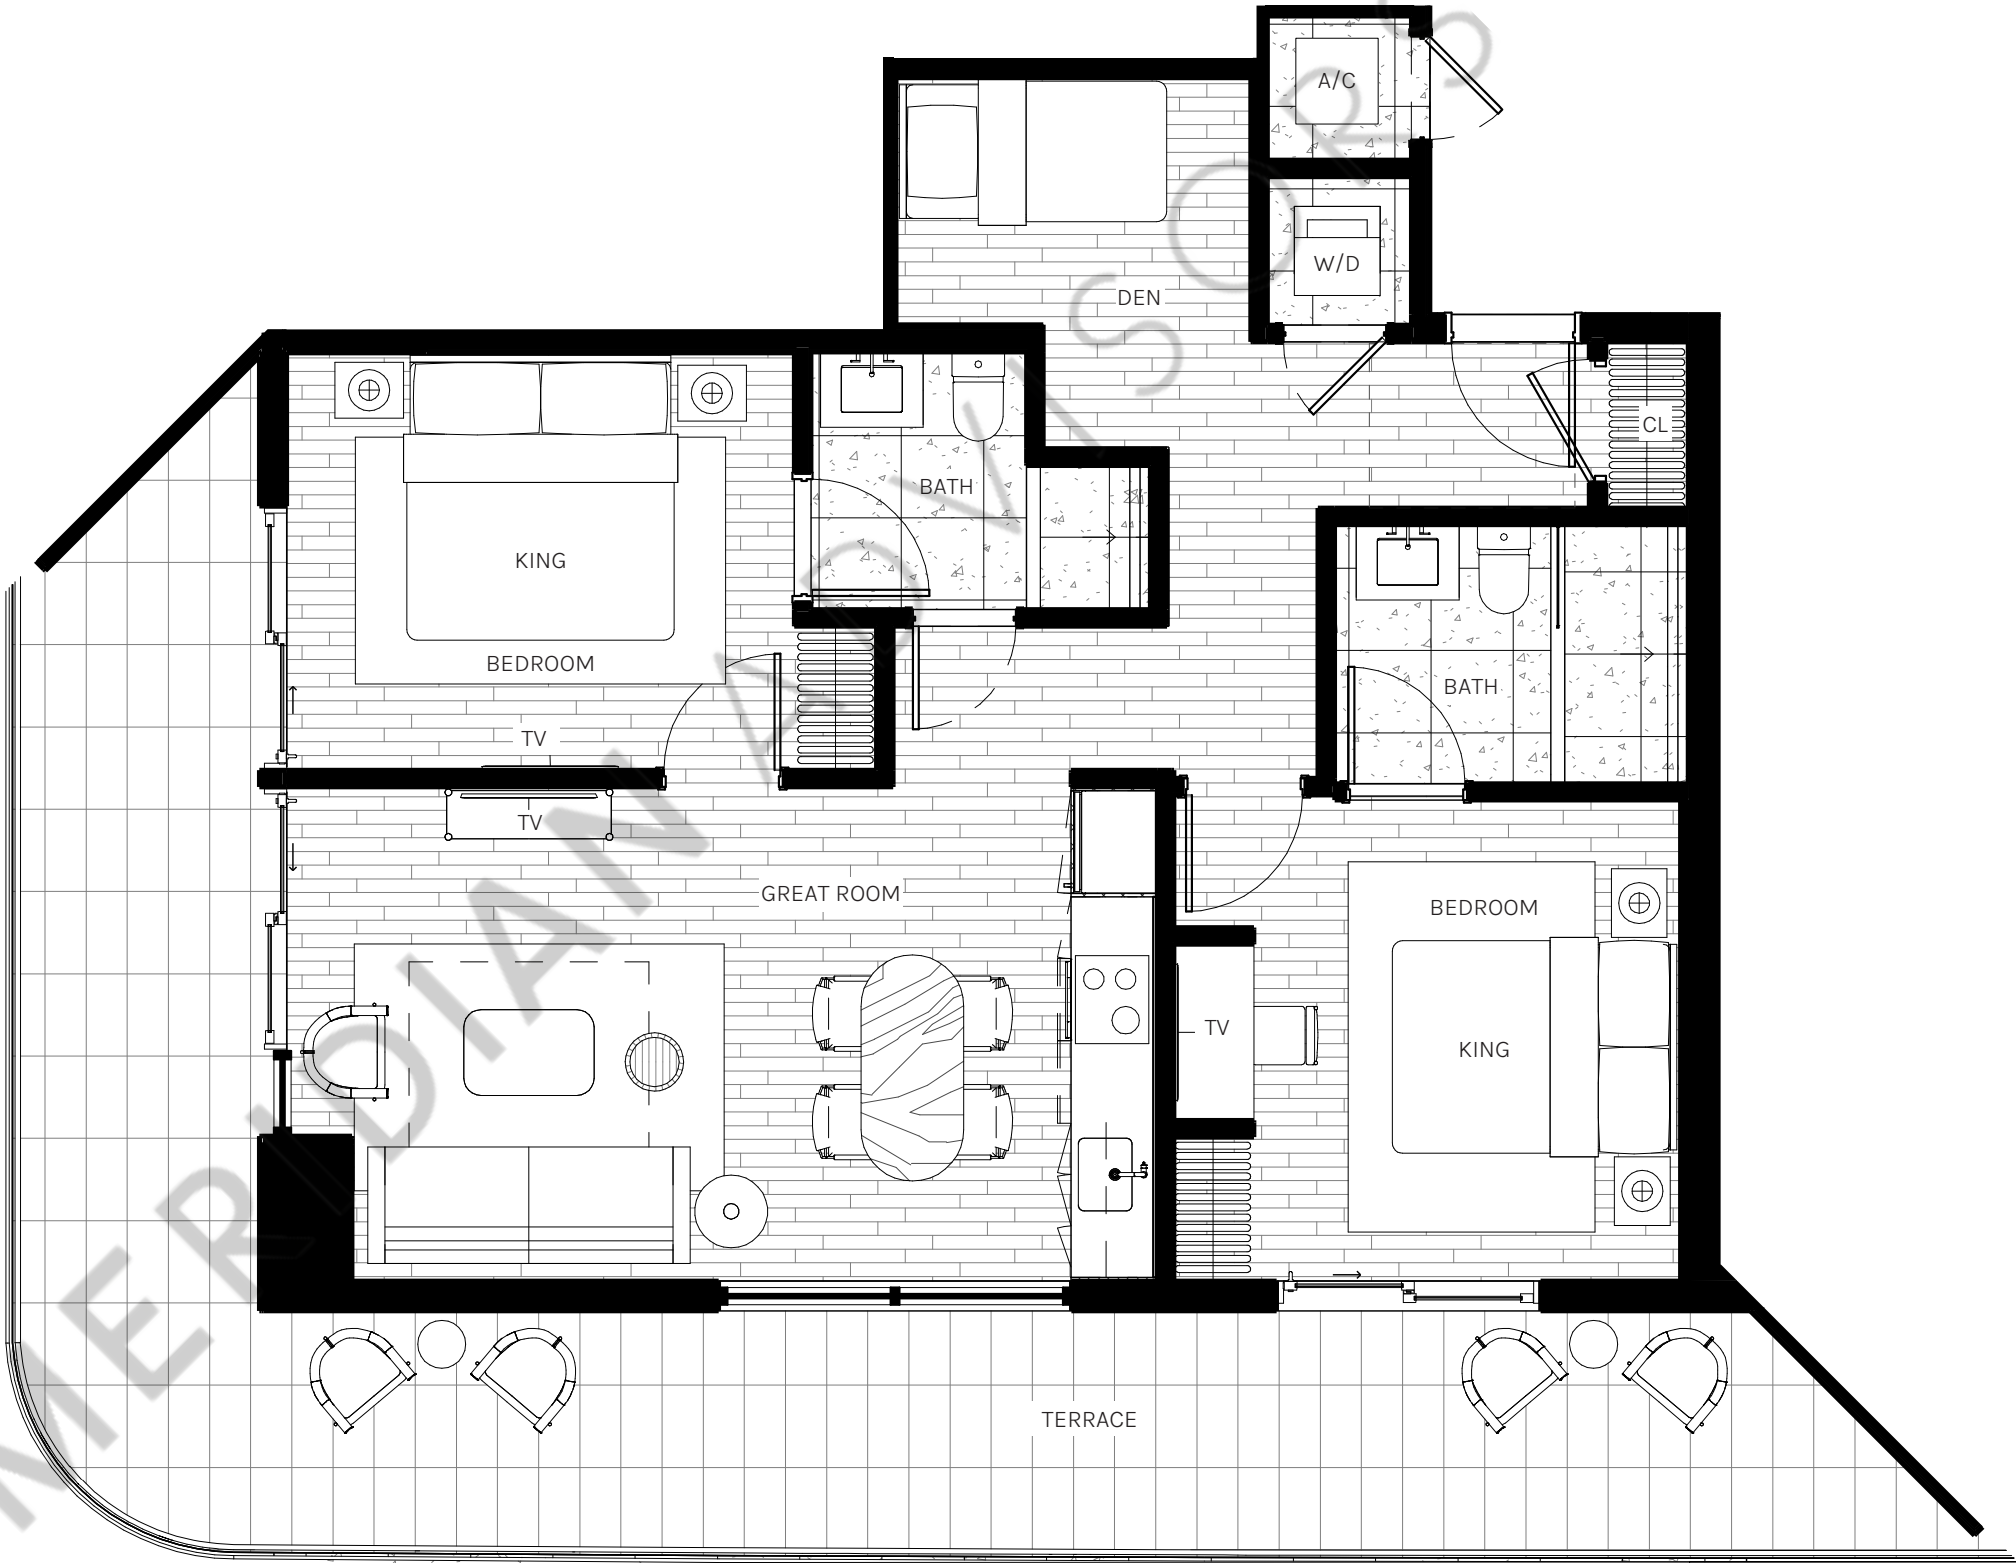 A/C
W/D
DEN
CL
BATH
KING
BEDROOM
TV
BATH
TV
GREAT ROOM
BEDROOM
TV
KING
TERRACE
MERIDIAN ADVISORS